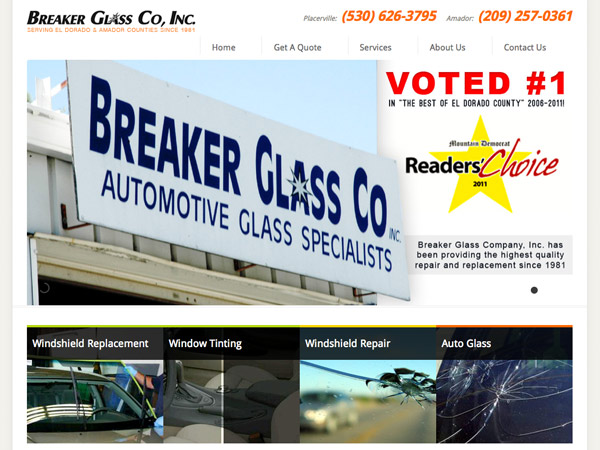 BREAKER GLASS CO, INC.
SERVING EL DORADO & AMADOR COUNTIES SINCE 1981
Placerville: (530) 626-3795 Amador: (209) 257-0361
Home Get A Quote Services About Us Contact Us
BREAKER GLASS CO INC.
AUTOMOTIVE GLASS SPECIALISTS
VOTED #1
IN "THE BEST OF EL DORADO COUNTY" 2006-2011!
Mountain Democrat
Readers' Choice
2011
Breaker Glass Company, Inc. has
been providing the highest quality
repair and replacement since 1981
Windshield Replacement Window Tinting Windshield Repair Auto Glass